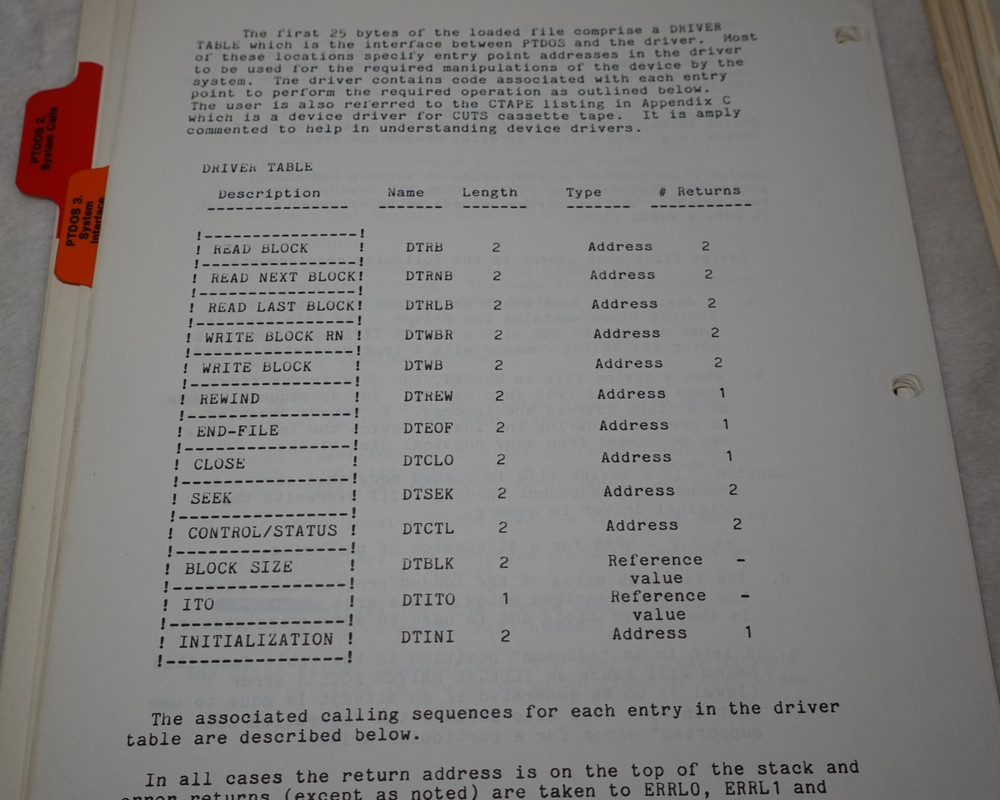 The first 25 bytes of the loaded file comprise a DRIVER
TABLE which is the interface between PTDOS and the driver. Most
of these locations specify entry point addresses in the driver
to be used for the required manipulations of the device by the
system. The driver contains code associated with each entry
point to perform the required operation as outlined below.
The user is also referred to the CTAPE listing in Appendix C
which is a device driver for CUTS cassette tape. It is amply
commented to help in understanding device drivers.
PTDOS 2.
System Calls
PTDOS 3.
System
Interface
DRIVER TABLE
Description Name Length Type # Returns
----------------- -------- -------- -------- -------------
!-----------------!
! READ BLOCK ! DTRB 2 Address 2
!-----------------!
! READ NEXT BLOCK! DTRNB 2 Address 2
!-----------------!
! READ LAST BLOCK! DTRLB 2 Address 2
!-----------------!
! WRITE BLOCK RN ! DTWBR 2 Address 2
!-----------------!
! WRITE BLOCK ! DTWB 2 Address 2
!-----------------!
! REWIND ! DTREW 2 Address 1
!-----------------!
! END-FILE ! DTEOF 2 Address 1
!-----------------!
! CLOSE ! DTCLO 2 Address 1
!-----------------!
! SEEK ! DTSEK 2 Address 2
!-----------------!
! CONTROL/STATUS ! DTCTL 2 Address 2
!-----------------!
! BLOCK SIZE ! DTBLK 2 Reference -
value
!-----------------!
! ITO ! DTITO 1 Reference -
value
!-----------------!
! INITIALIZATION ! DTINI 2 Address 1
!-----------------!
The associated calling sequences for each entry in the driver
table are described below.
In all cases the return address is on the top of the stack and
error returns (except as noted) are taken to ERRL0, ERRL1 and